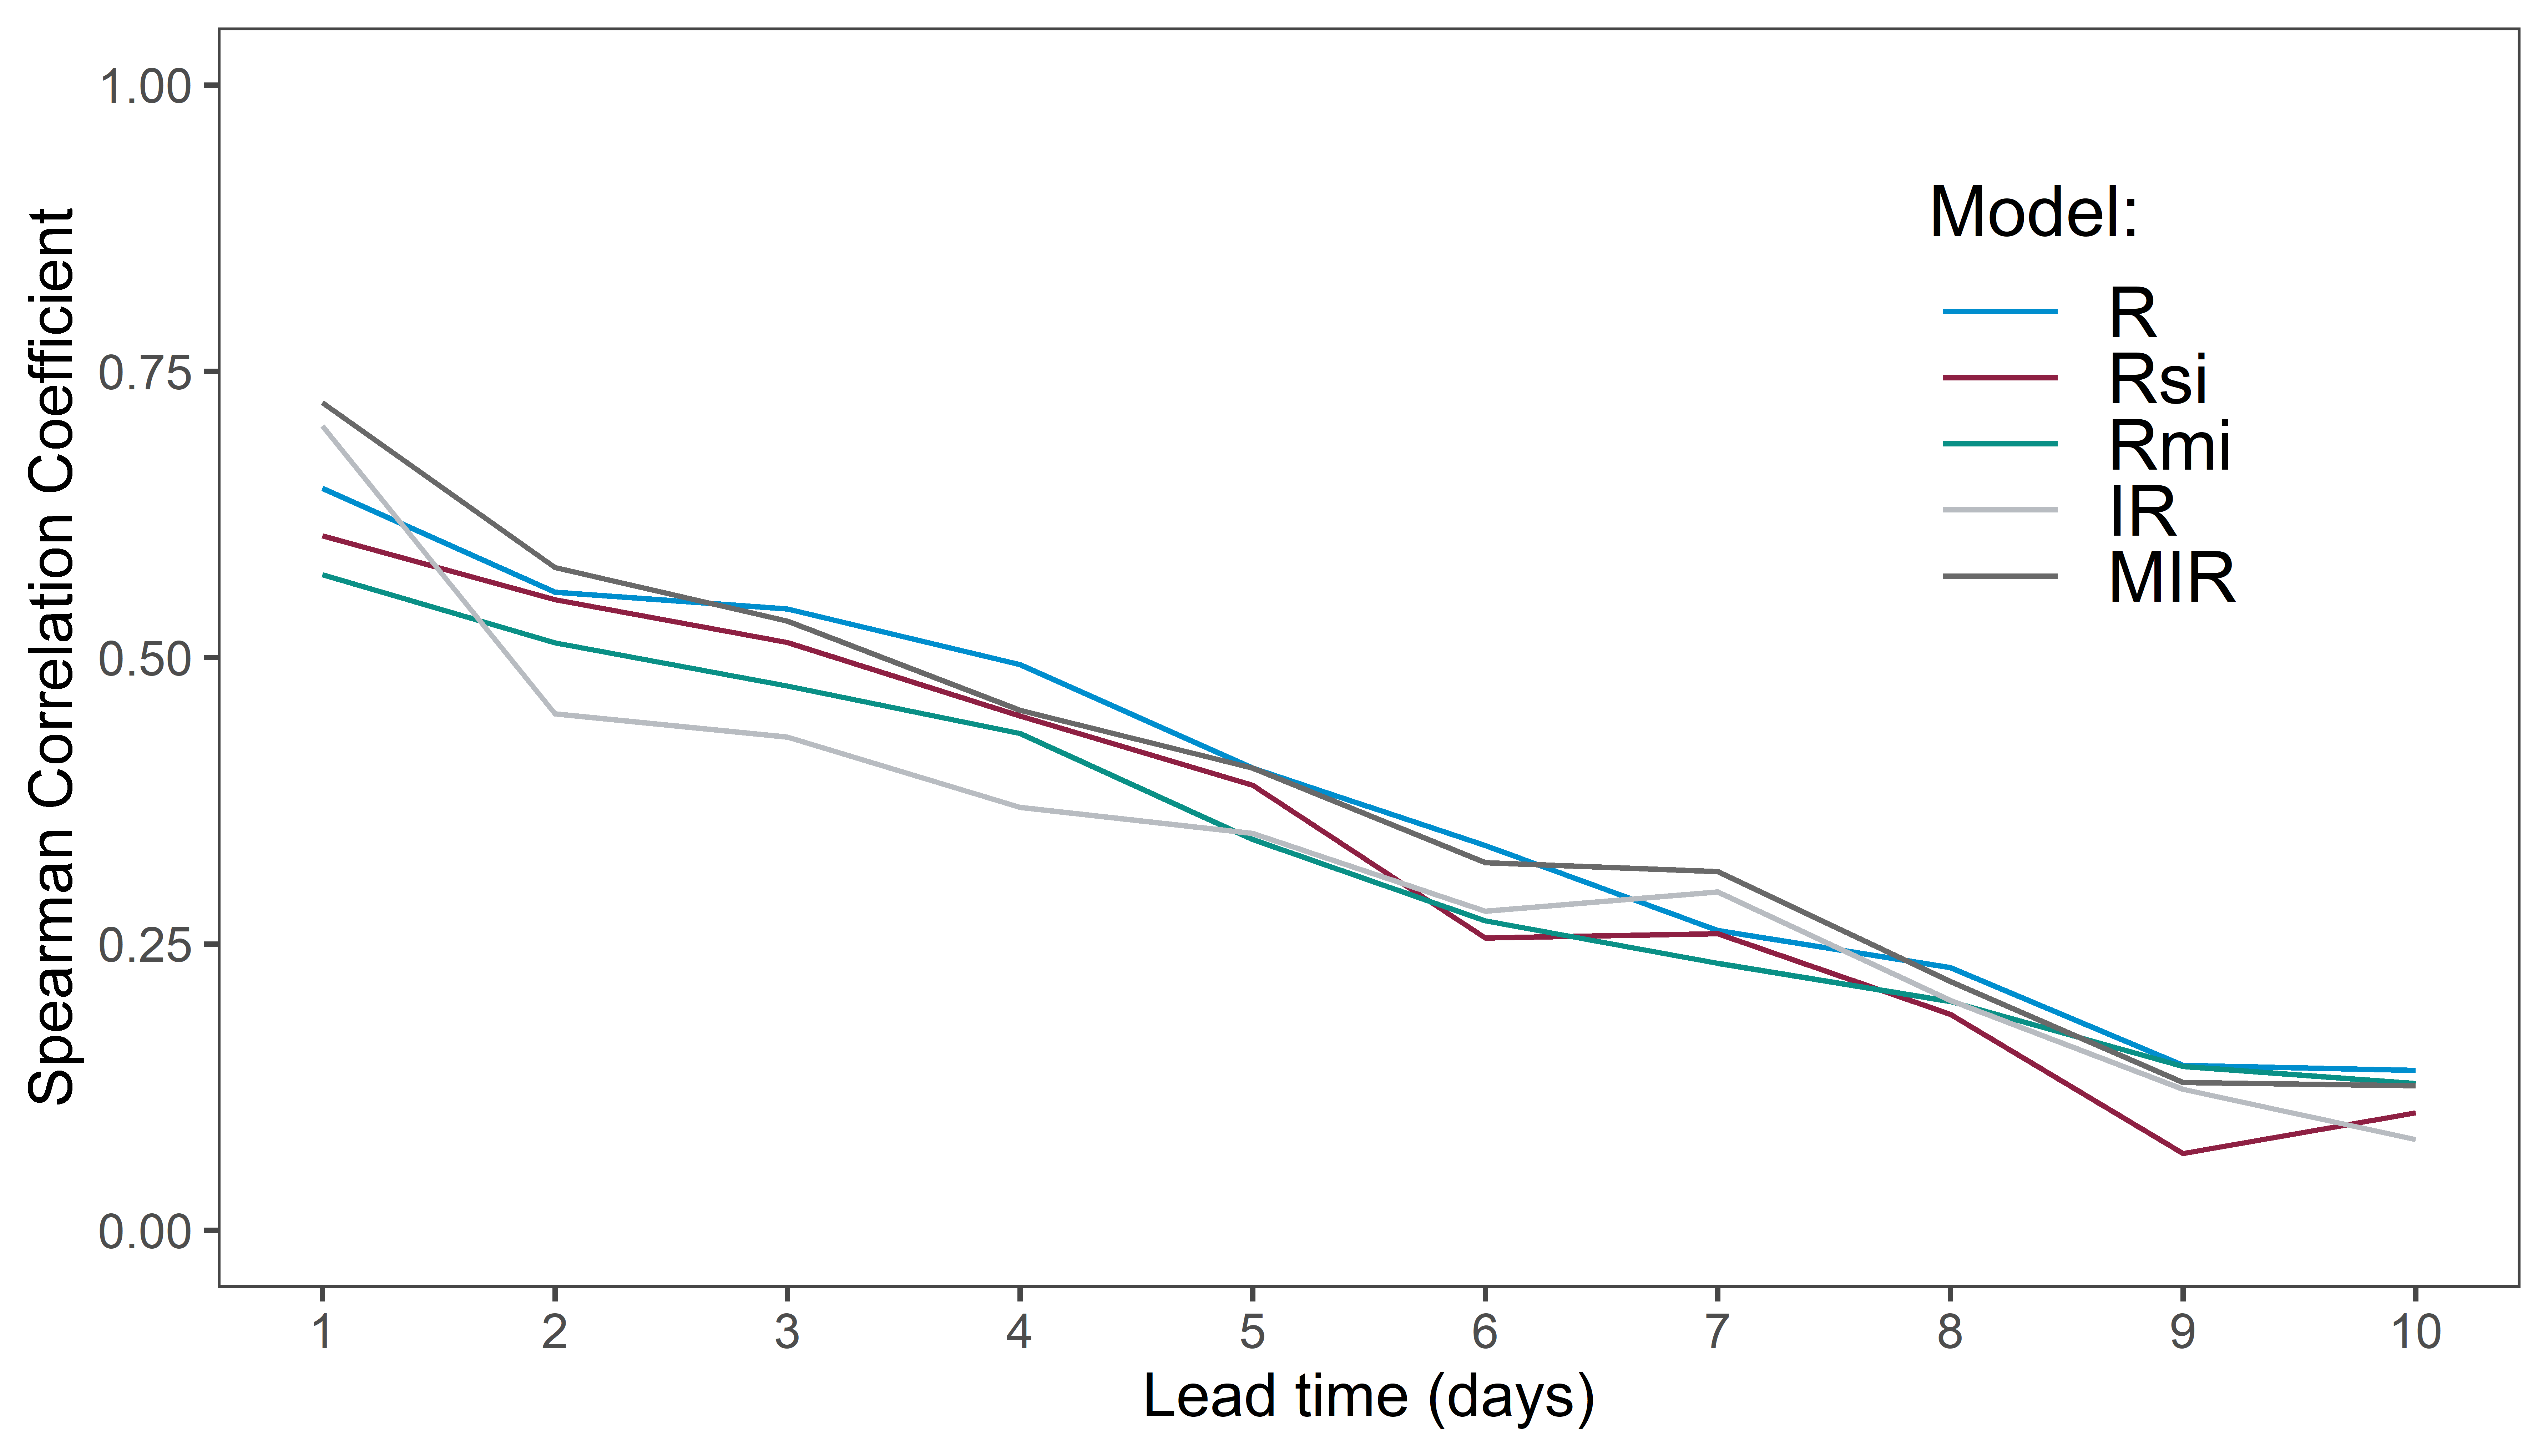 Spearman Correlation Coefficient
1.00
0.75
0.50
0.25
0.00
Model:
R
Rsi
Rmi
IR
MIR
1 2 3 4 5 6 7 8 9 10
Lead time (days)